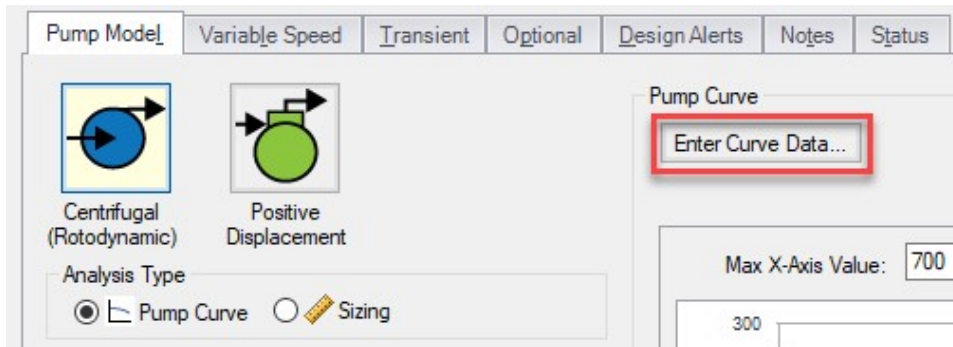 Pump Model Variable Speed Transient Optional Design Alerts Notes Status
Pump Curve
Enter Curve Data...
Centrifugal
(Rotodynamic)
Positive
Displacement
Analysis Type
Pump Curve Sizing
Max X-Axis Value: 700
300